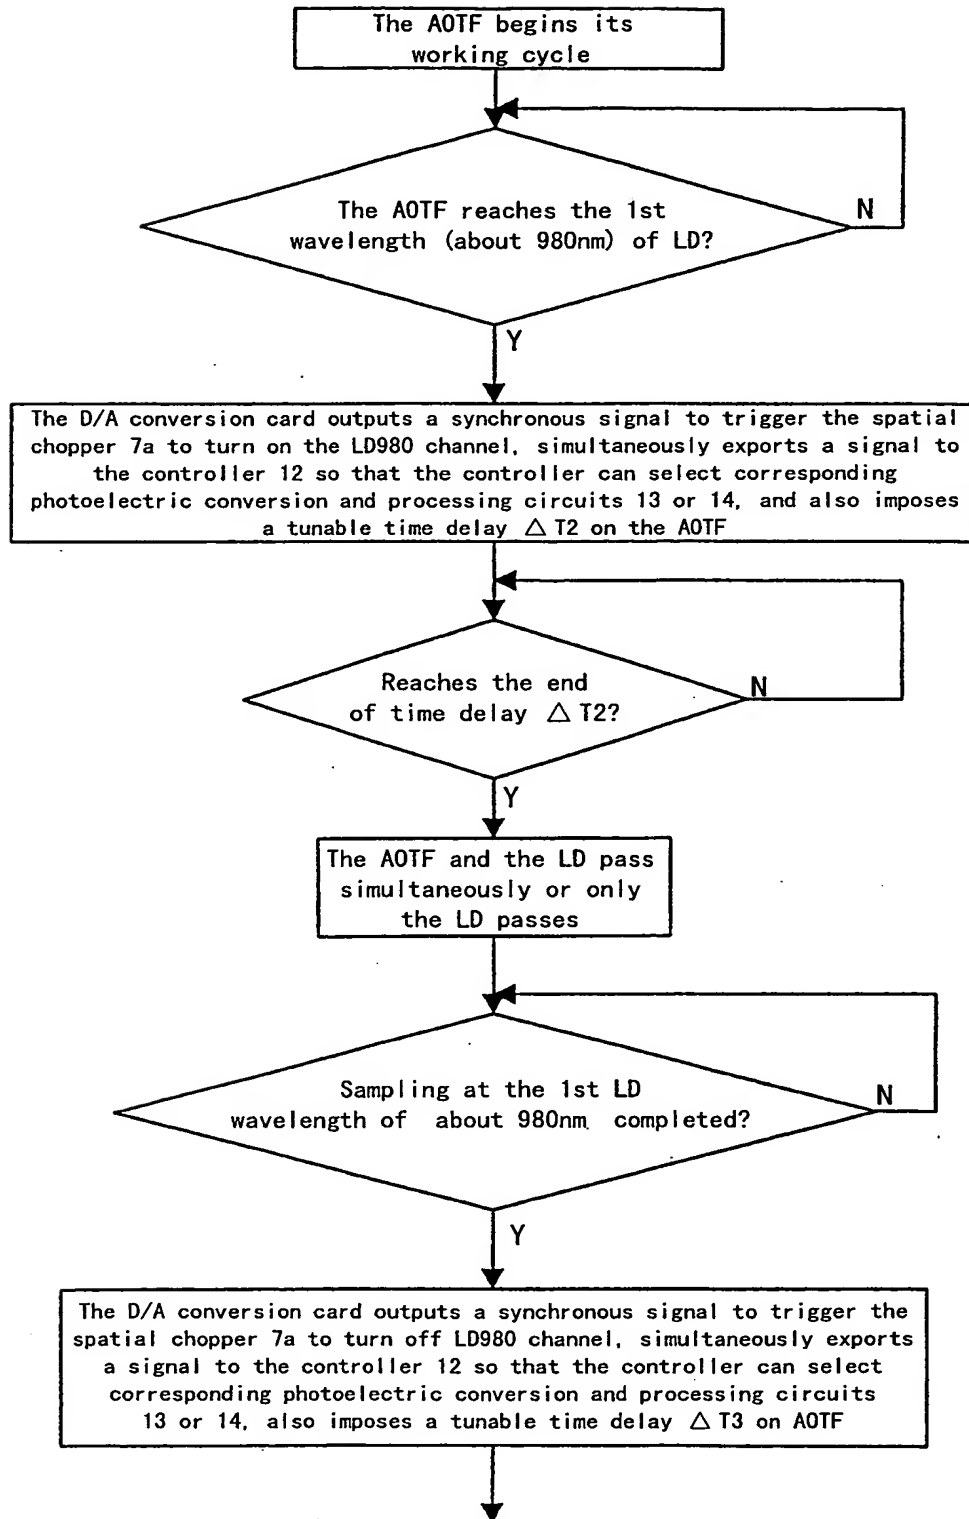 The AOTF begins its
working cycle
The AOTF reaches the 1st
wavelength (about 980nm) of LD?
N
Y
The D/A conversion card outputs a synchronous signal to trigger the spatial
chopper 7a to turn on the LD980 channel, simultaneously exports a signal to
the controller 12 so that the controller can select corresponding
photoelectric conversion and processing circuits 13 or 14, and also imposes
a tunable time delay △ T2 on the AOTF
Reaches the end
of time delay △ T2?
N
Y
The AOTF and the LD pass
simultaneously or only
the LD passes
Sampling at the 1st LD
wavelength of about 980nm completed?
N
Y
The D/A conversion card outputs a synchronous signal to trigger the
spatial chopper 7a to turn off LD980 channel, simultaneously exports
a signal to the controller 12 so that the controller can select
corresponding photoelectric conversion and processing circuits
13 or 14, also imposes a tunable time delay △ T3 on AOTF